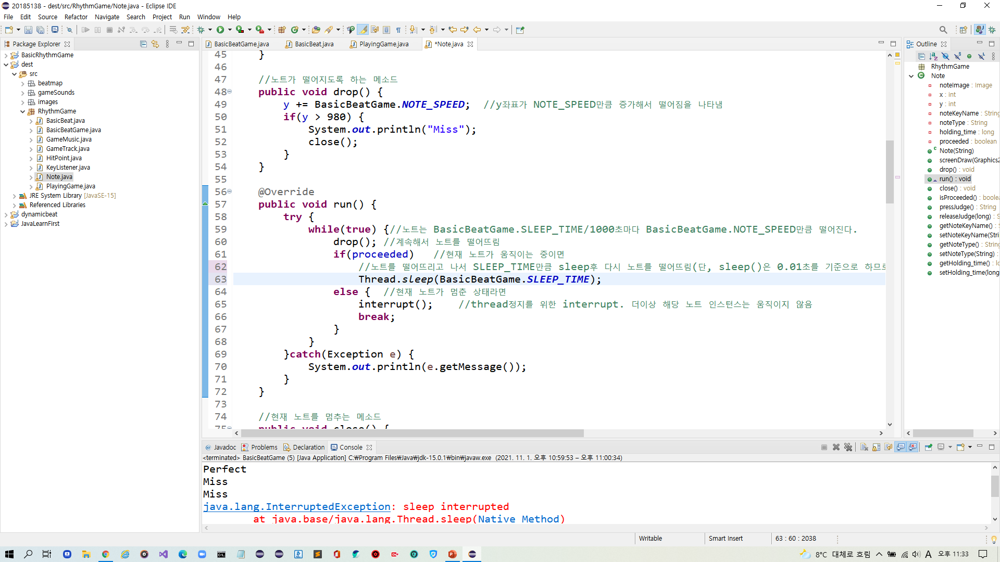 20185138 - dest/src/RhythmGame/Note.java - Eclipse IDE
File Edit Source Refactor Navigate Search Project Run Window Help
Package Explorer
BasicRhythmGame
dest
src
beatmap
gameSounds
images
RhythmGame
BasicBeat.java
BasicBeatGame.java
GameMusic.java
GameTrack.java
HitPoint.java
KeyListener.java
Note.java
PlayingGame.java
JRE System Library [JavaSE-15]
Referenced Libraries
dynamicbeat
JavaLearnFirst
BasicBeatGame.java BasicBeat.java PlayingGame.java *Note.java
45 }
46
47 //노트가 떨어지도록 하는 메소드
48 public void drop() {
49 y += BasicBeatGame.NOTE_SPEED; //y좌표가 NOTE_SPEED만큼 증가해서 떨어짐을 나타냄
50 if(y > 980) {
51 System.out.println("Miss");
52 close();
53 }
54 }
55
56 @Override
57 public void run() {
58 try {
59 while(true) {//노트는 BasicBeatGame.SLEEP_TIME/1000초마다 BasicBeatGame.NOTE_SPEED만큼 떨어진다.
60 drop(); //계속해서 노트를 떨어뜨림
61 if(proceeded) //현재 노트가 움직이는 중이면
62 //노트를 떨어뜨리고 나서 SLEEP_TIME만큼 sleep후 다시 노트를 떨어뜨림(단, sleep()은 0.01초를 기준으로 하므로
63 Thread.sleep(BasicBeatGame.SLEEP_TIME);
64 else { //현재 노트가 멈춘 상태라면
65 interrupt(); //thread정지를 위한 interrupt. 더이상 해당 노트 인스턴스는 움직이지 않음
66 break;
67 }
68 }
69 }catch(Exception e) {
70 System.out.println(e.getMessage());
71 }
72 }
73
74 //현재 노트를 멈추는 메소드
75 public void close() {
Outline
RhythmGame
Note
noteImage : Image
x : int
y : int
noteKeyName : String
noteType : String
holding_time : long
proceeded : boolean
Note(String)
screenDraw(Graphics2
drop() : void
run() : void
close() : void
isProceeded() : boolea
pressJudge() : String
releaseJudge(long) : S
getNoteKeyName() : 
setNoteKeyName(Stri
getNoteType() : String
setNoteType(String) :
getHolding_time() : lo
setHolding_time(long
Javadoc Problems Declaration Console
<terminated> BasicBeatGame (5) [Java Application] C:₩Program Files₩Java₩jdk-15.0.1₩bin₩javaw.exe (2021. 11. 1. 오후 10:59:53 – 오후 11:00:34)
Perfect
Miss
Miss
java.lang.InterruptedException: sleep interrupted
at java.base/java.lang.Thread.sleep(Native Method)
Writable Smart Insert 63 : 60 : 2038
8°C 대체로 흐림 A 오후 11:33